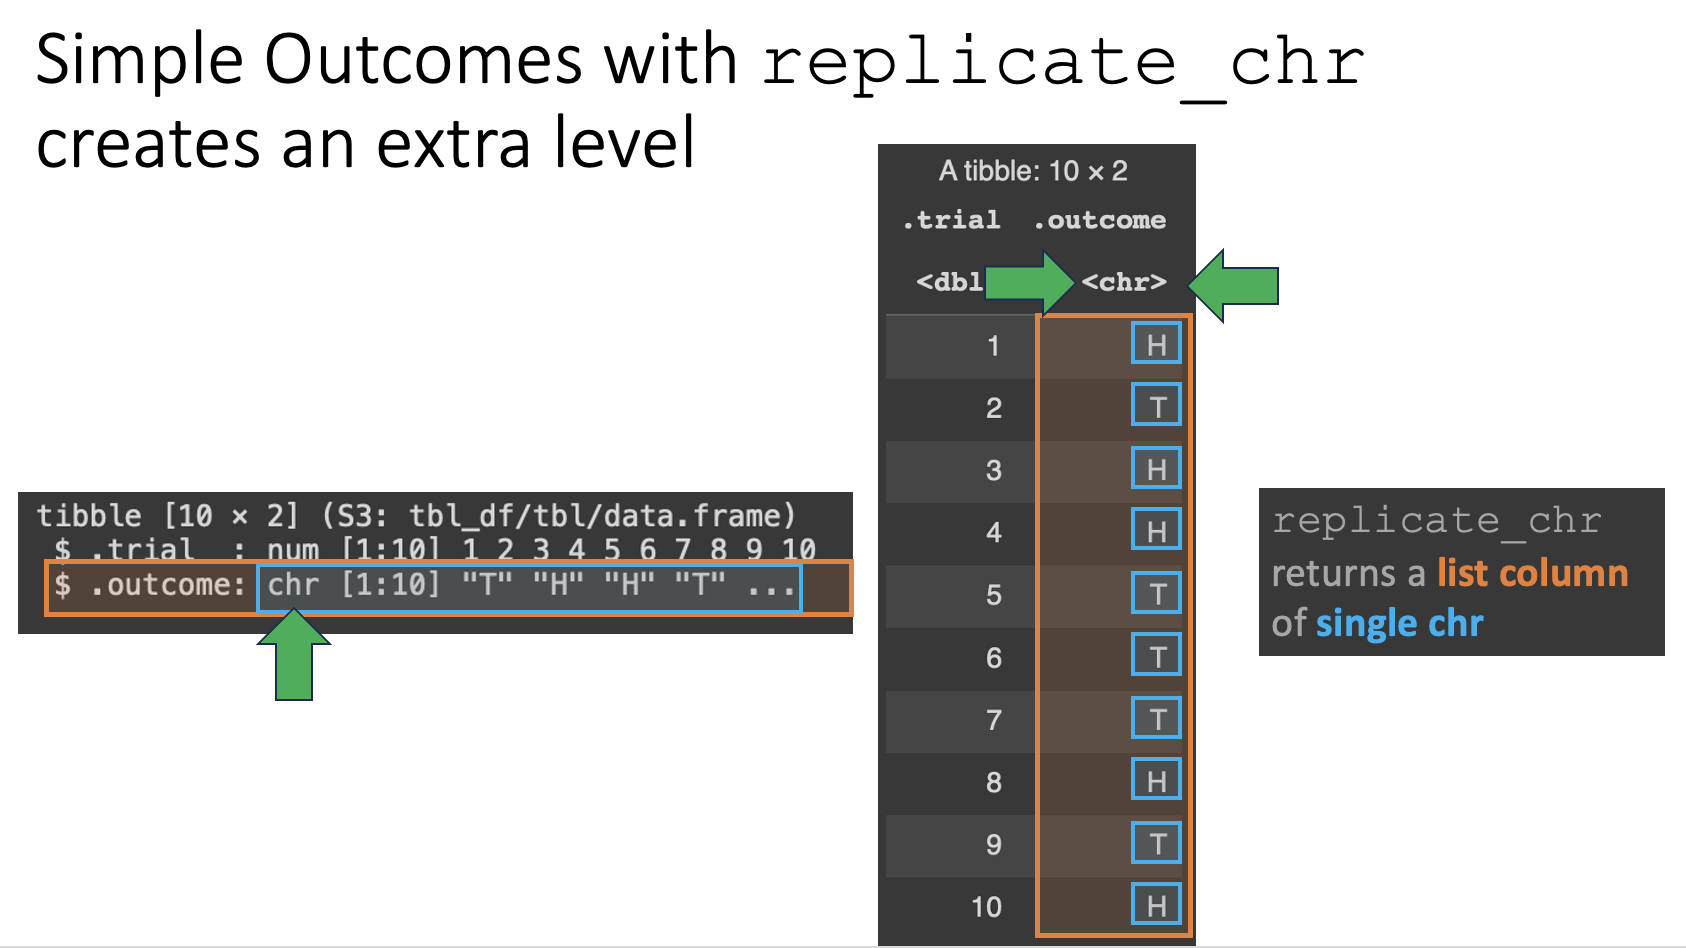 Simple Outcomes with replicate_chr
creates an extra level
A tibble: 10 × 2
.trial .outcome
<dbl <chr>
1 H
2 T
3 H
4 H
5 T
6 T
7 T
8 H
9 T
10 H
tibble [10 × 2] (S3: tbl_df/tbl/data.frame)
$ .trial : num [1:10] 1 2 3 4 5 6 7 8 9 10
$ .outcome: chr [1:10] "T" "H" "H" "T" ...
replicate_chr
returns a list column
of single chr